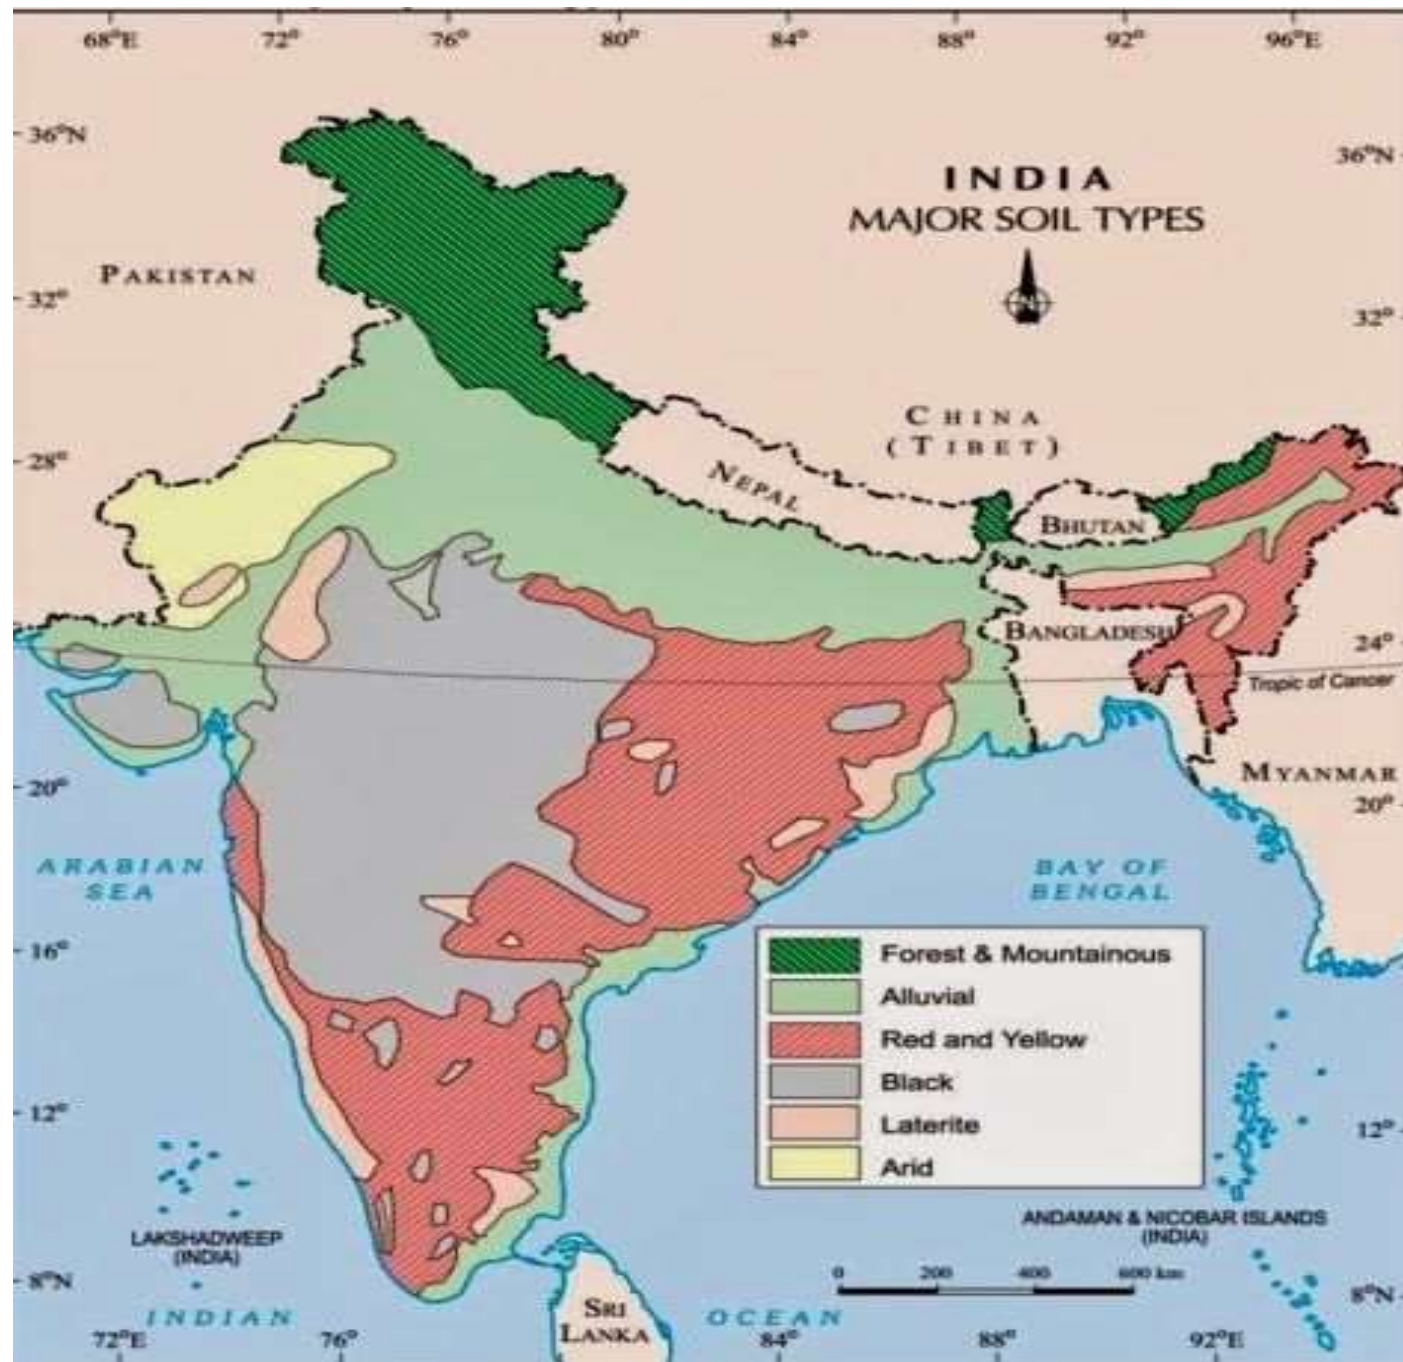 68°E 72° 76° 80° 84° 88° 92° 96°E
36°N
36°N
INDIA
MAJOR SOIL TYPES
N
PAKISTAN
32°
32°
CHINA
(TIBET)
28°
NEPAL
BHUTAN
BANGLADESH
24°
Tropic of Cancer
MYANMAR
20°
20°
ARABIAN
SEA
BAY OF
BENGAL
16°
Forest & Mountainous
Alluvial
Red and Yellow
Black
Laterite
Arid
12°
12°
LAKSHADWEEP
(INDIA)
ANDAMAN & NICOBAR ISLANDS
(INDIA)
0 200 400 600 km
8°N
8°N
INDIAN OCEAN
SRI
LANKA
72°E 76° 84° 88° 92°E